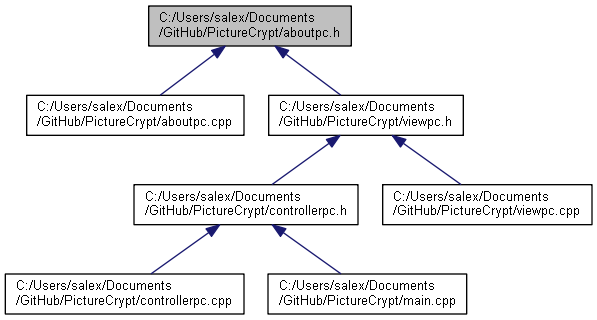 C:/Users/salex/Documents
/GitHub/PictureCrypt/aboutpc.h
C:/Users/salex/Documents
/GitHub/PictureCrypt/aboutpc.cpp
C:/Users/salex/Documents
/GitHub/PictureCrypt/viewpc.h
C:/Users/salex/Documents
/GitHub/PictureCrypt/controllerpc.h
C:/Users/salex/Documents
/GitHub/PictureCrypt/viewpc.cpp
C:/Users/salex/Documents
/GitHub/PictureCrypt/controllerpc.cpp
C:/Users/salex/Documents
/GitHub/PictureCrypt/main.cpp